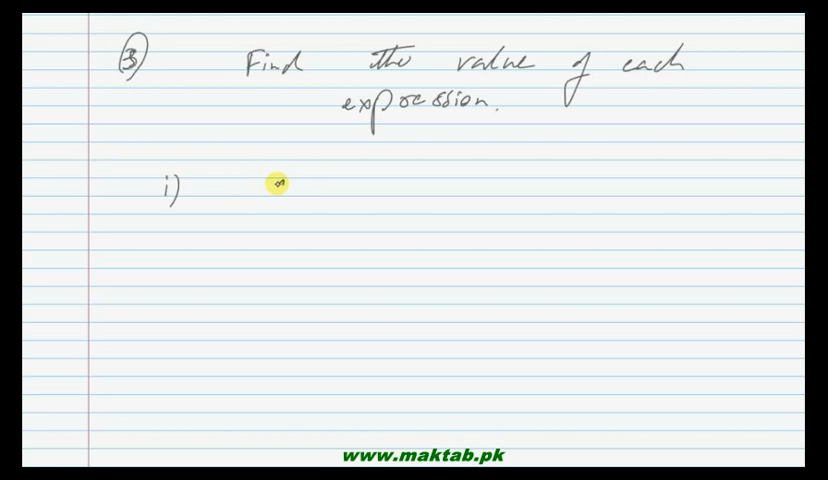 ③ Find the value of each
expression.
i)
www.maktab.pk